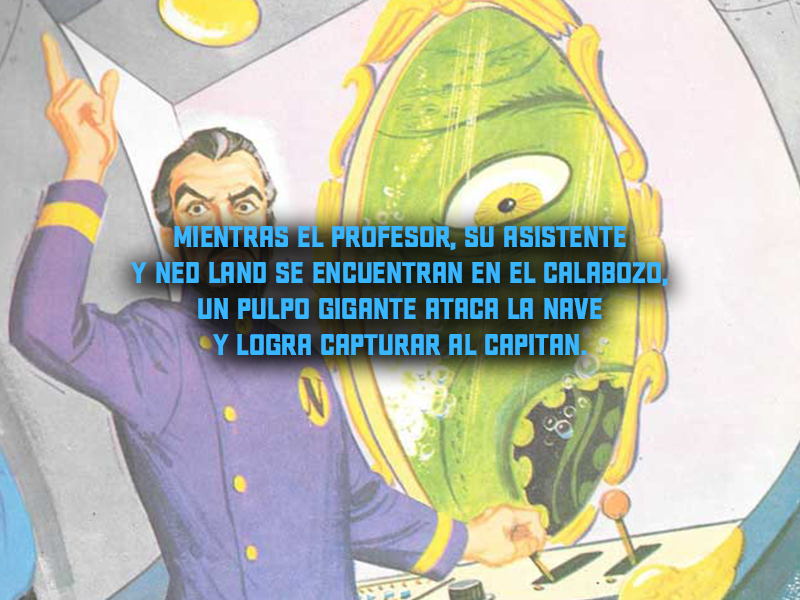 MIENTRAS EL PROFESOR, SU ASISTENTE
Y NED LAND SE ENCUENTRAN EN EL CALABOZO,
UN PULPO GIGANTE ATACA LA NAVE
Y LOGRA CAPTURAR AL CAPITAN.
N